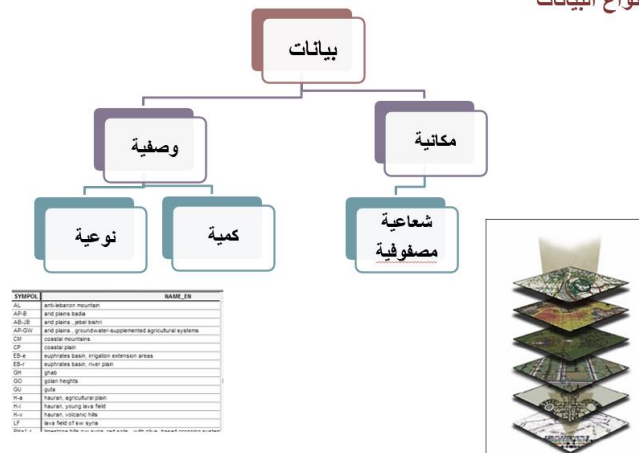 أنواع البيانات
بيانات
وصفية
مكانية
نوعية
كمية
شعاعية
مصفوفية
SYMPOL NAME_EN
AL anti-lebanon mountain
AP-B arid plains badia
AB-JB arid plains , jebel bishri
AP-GW arid plains , groundwater-supplemented agricultural systems
CM coastal mountains
CP coastal plain
EB-e euphrates basin, irrigation extension areas
EB-r euphrates basin, river plain
GH ghab
GO golan heights
GU guta
H-a hauran, agricultural plain
H-l hauran, young lava field
H-v hauran, volcanic hills
LF lava field of sw syria